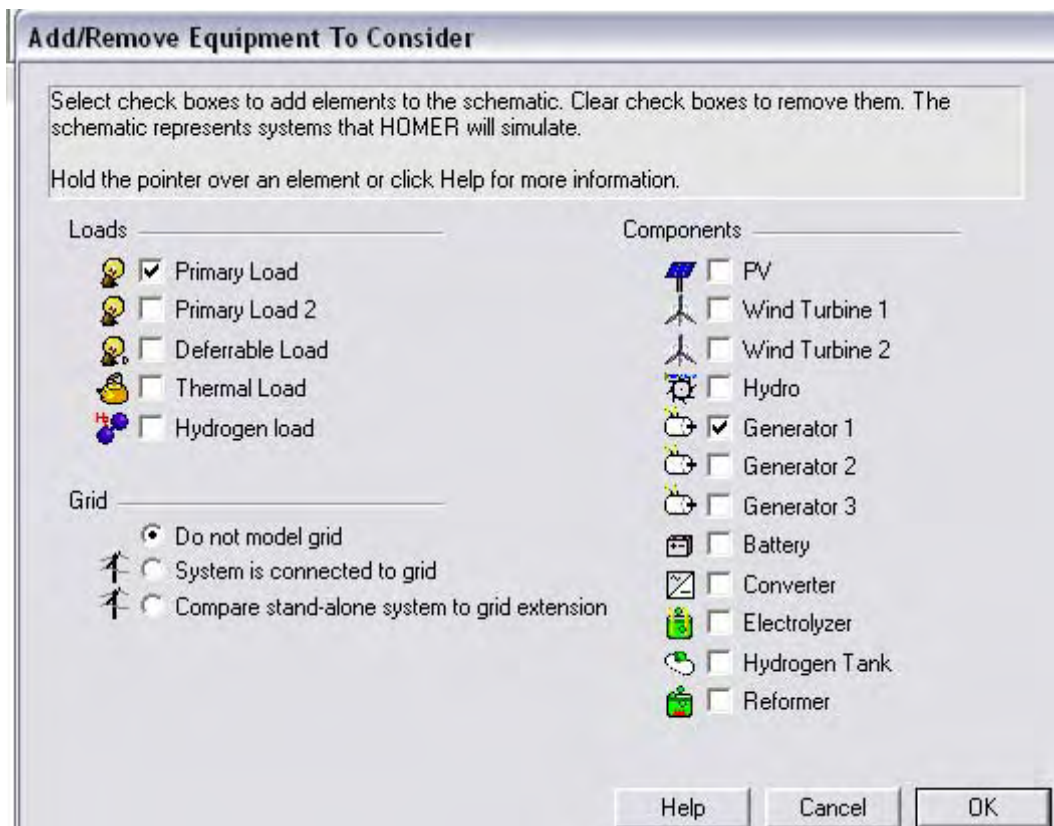 Add/Remove Equipment To Consider
Select check boxes to add elements to the schematic. Clear check boxes to remove them. The
schematic represents systems that HOMER will simulate.
Hold the pointer over an element or click Help for more information.
Loads
Primary Load
Primary Load 2
Deferrable Load
Thermal Load
Hydrogen load
Grid
Do not model grid
System is connected to grid
Compare stand-alone system to grid extension
Components
PV
Wind Turbine 1
Wind Turbine 2
Hydro
Generator 1
Generator 2
Generator 3
Battery
Converter
Electrolyzer
Hydrogen Tank
Reformer
Help
Cancel
OK